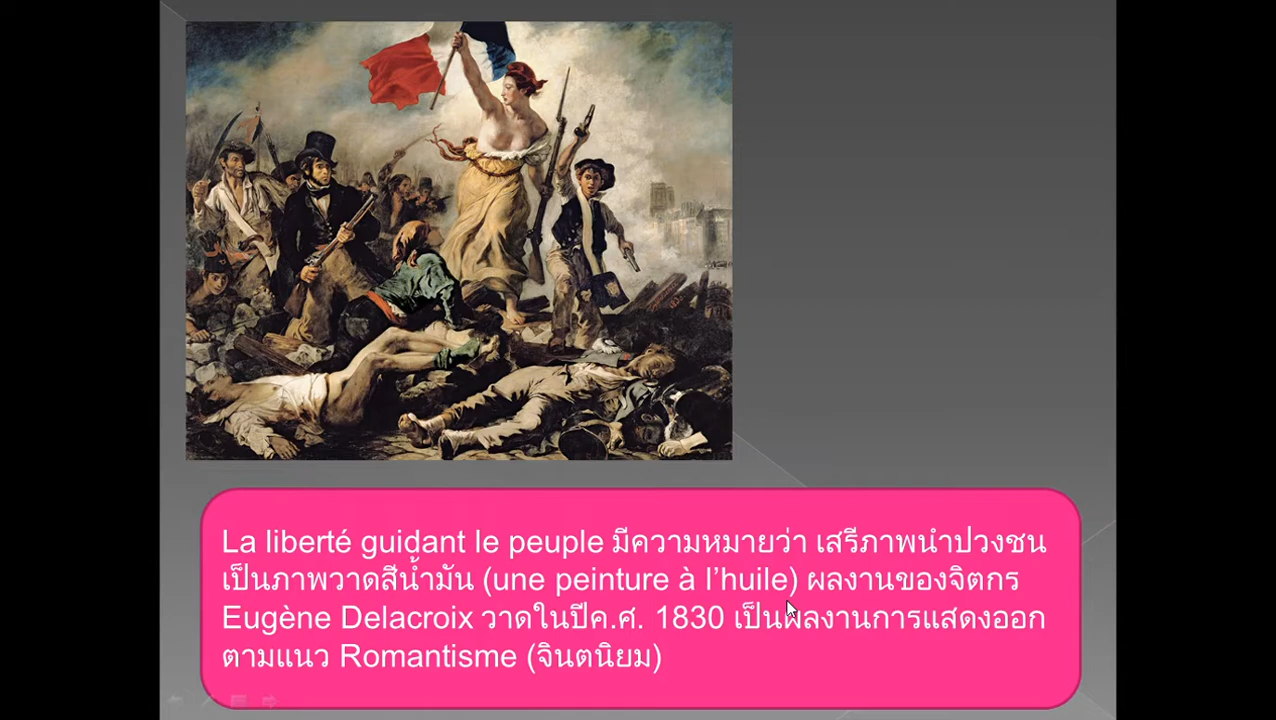 La liberté guidant le peuple มีความหมายว่า เสรีภาพนำปวงชน
เป็นภาพวาดสีน้ำมัน (une peinture à l’huile) ผลงานของจิตกร
Eugène Delacroix วาดในปีค.ศ. 1830 เป็นผลงานการแสดงออก
ตามแนว Romantisme (จินตนิยม)